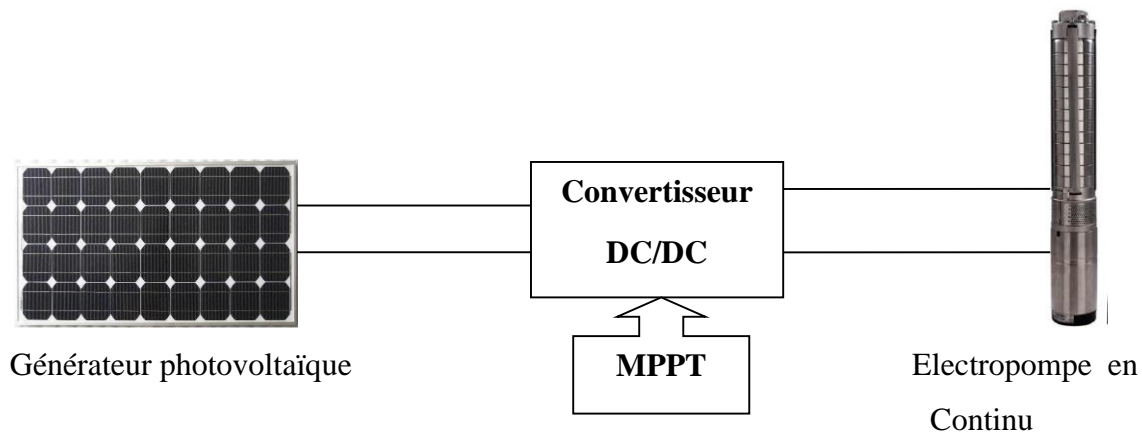 Convertisseur
DC/DC
MPPT
Générateur photovoltaïque
Electropompe en
Continu